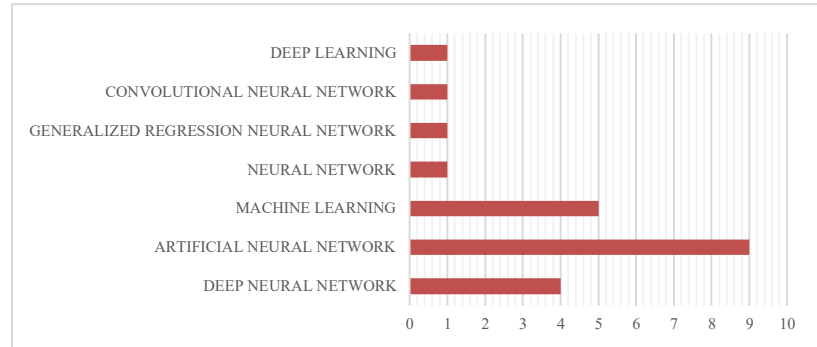 DEEP LEARNING
CONVOLUTIONAL NEURAL NETWORK
GENERALIZED REGRESSION NEURAL NETWORK
NEURAL NETWORK
MACHINE LEARNING
ARTIFICIAL NEURAL NETWORK
DEEP NEURAL NETWORK
0 1 2 3 4 5 6 7 8 9 10